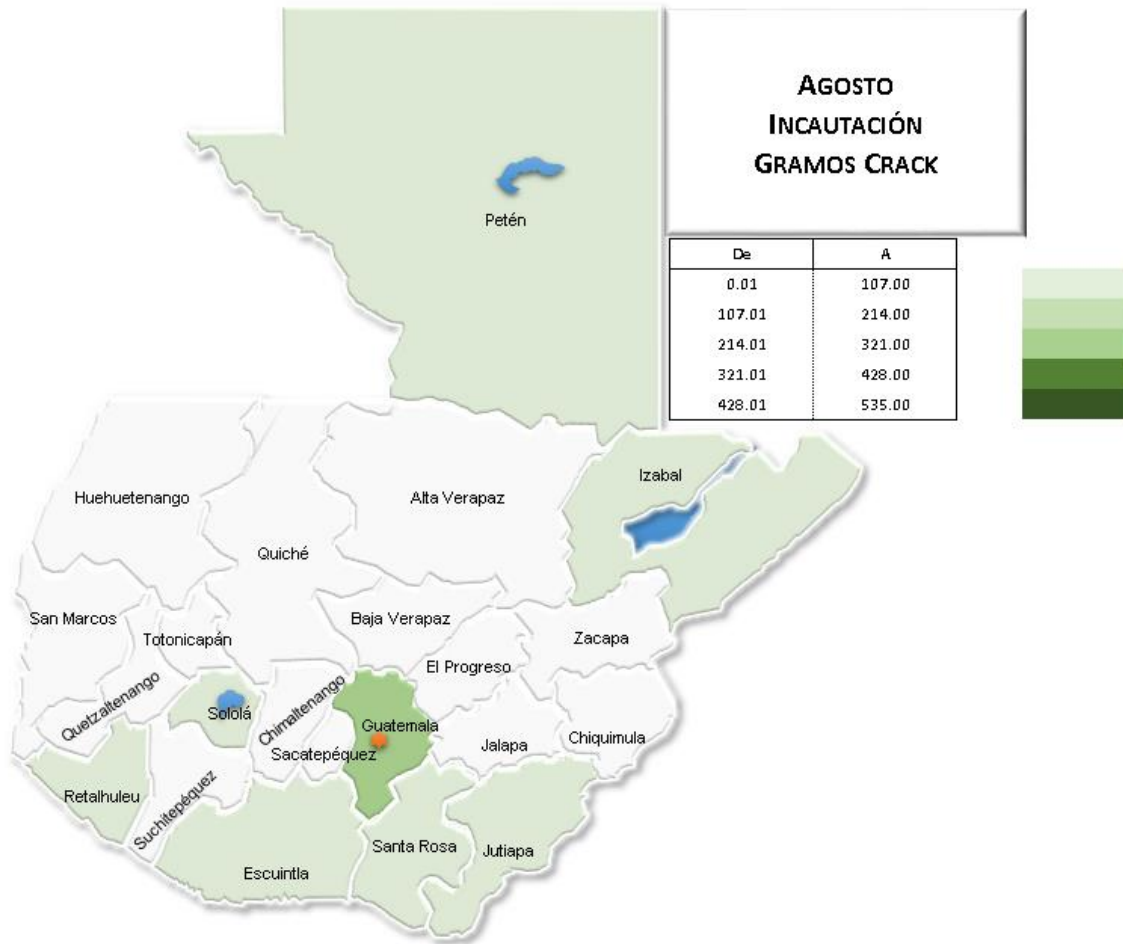 AGOSTO
INCAUTACIÓN
GRAMOS CRACK
De A
0.01 107.00
107.01 214.00
214.01 321.00
321.01 428.00
428.01 535.00
Petén
Izabal
Huehuetenango
Alta Verapaz
Quiché
San Marcos
Baja Verapaz
Totonicapán
Zacapa
El Progreso
Quetzaltenango
Sololá
Chimaltenango
Guatemala
Sacatepéquez
Jalapa
Chiquimula
Retalhuleu
Suchitepéquez
Santa Rosa
Jutiapa
Escuintla